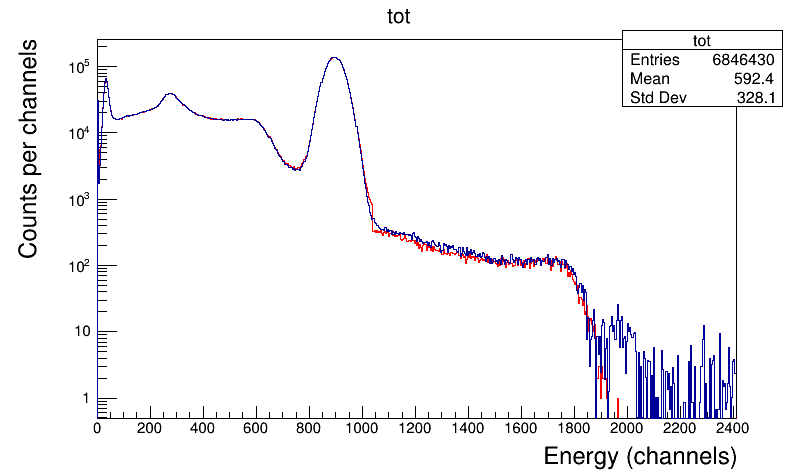 tot
tot
Entries 6846430
Mean 592.4
Std Dev 328.1
Counts per channels
10^5
10^4
10^3
10^2
10
1
0 200 400 600 800 1000 1200 1400 1600 1800 2000 2200 2400
Energy (channels)